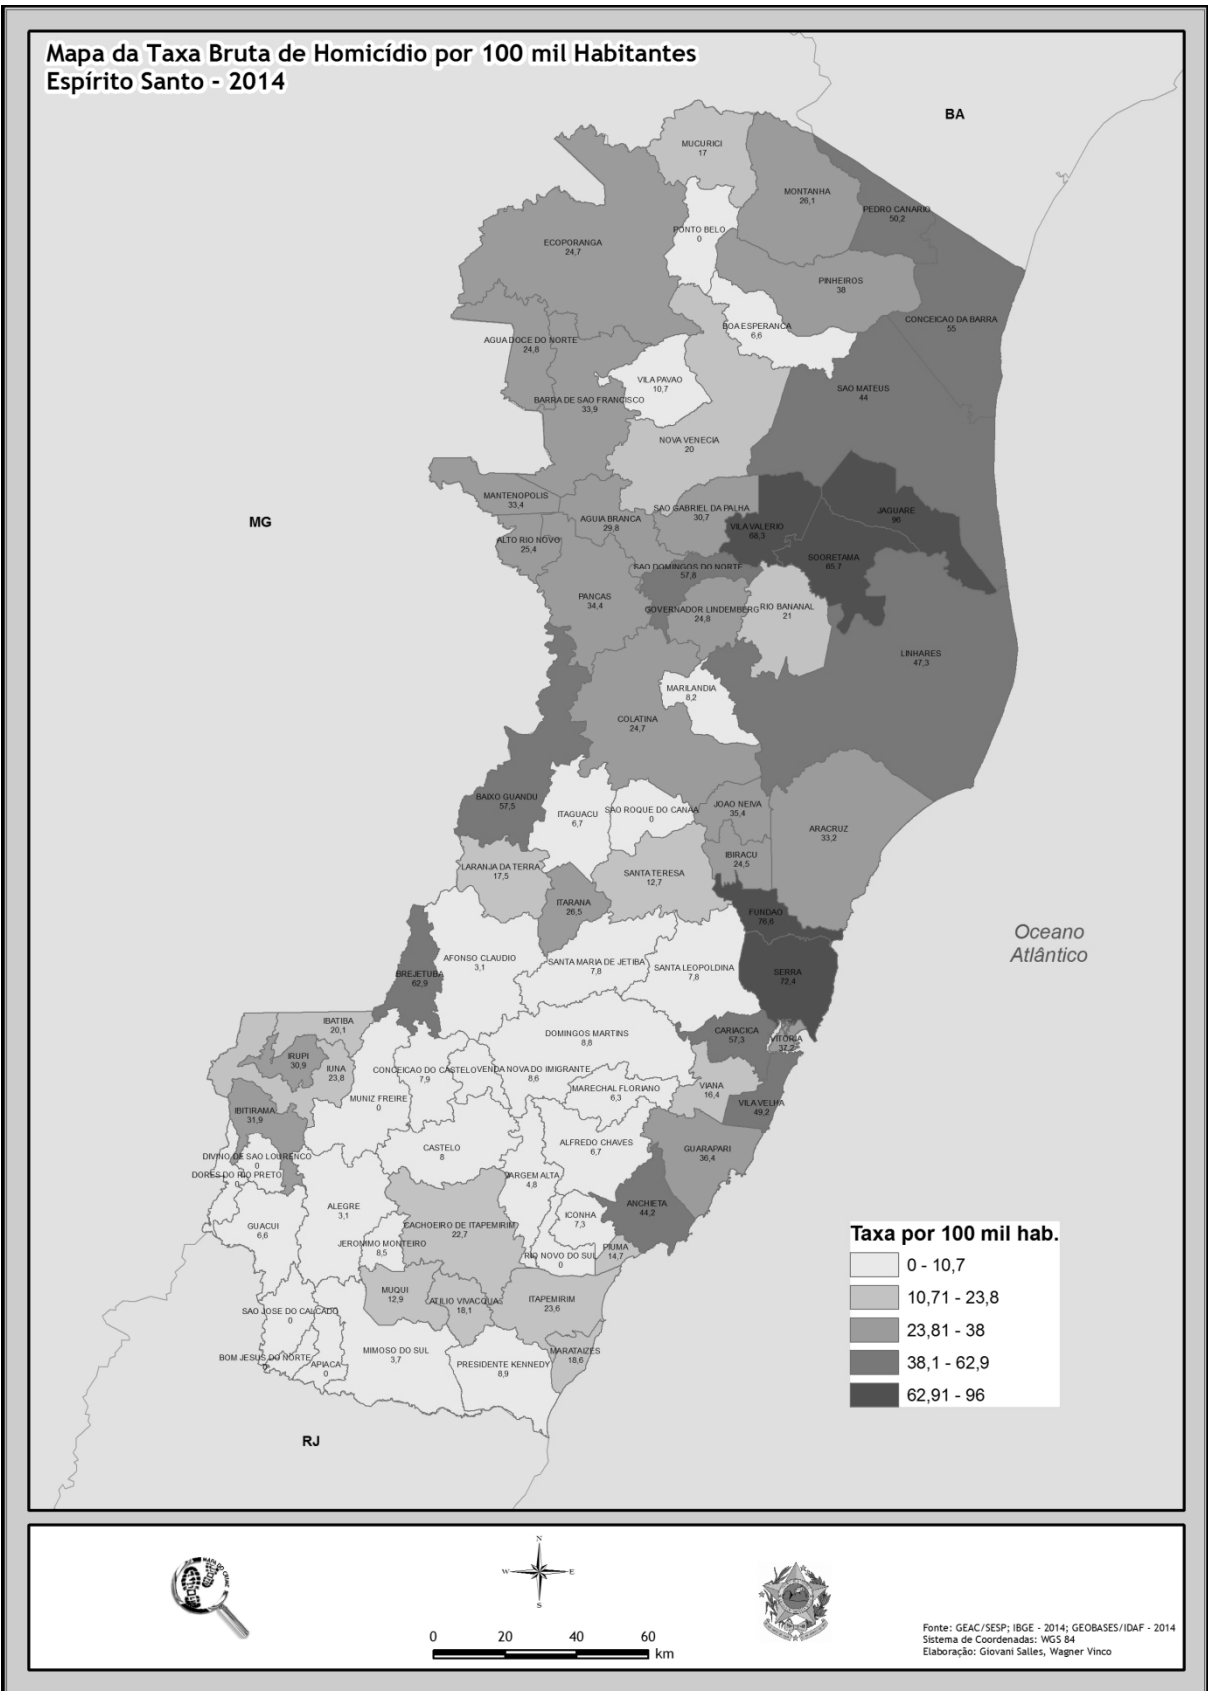 Mapa da Taxa Bruta de Homicídio por 100 mil Habitantes
Espírito Santo - 2014
BA
MUCURICI
17
MONTANHA
26,1
PEDRO CANARIO
50,2
PONTO BELO
0
ECOPORANGA
24,7
PINHEIROS
38
CONCEICAO DA BARRA
55
BOA ESPERANCA
6,6
AGUA DOCE DO NORTE
24,8
VILA PAVAO
10,7
SAO MATEUS
44
BARRA DE SAO FRANCISCO
33,9
NOVA VENECIA
20
MG
MANTENOPOLIS
33,4
SAO GABRIEL DA PALHA
30,7
JAGUARE
96
AGUIA BRANCA
29,8
VILA VALERIO
68,3
ALTO RIO NOVO
25,4
SOORETAMA
65,7
SAO DOMINGOS DO NORTE
57,8
PANCAS
34,4
GOVERNADOR LINDEMBERG
24,8
RIO BANANAL
21
LINHARES
47,3
MARILANDIA
8,2
COLATINA
24,7
BAIXO GUANDU
57,5
ITAGUACU
6,7
SAO ROQUE DO CANAA
0
JOAO NEIVA
35,4
ARACRUZ
33,2
IBIRACU
24,5
LARANJA DA TERRA
17,5
SANTA TERESA
12,7
ITARANA
26,5
FUNDAO
76,6
Oceano
Atlântico
AFONSO CLAUDIO
3,1
SANTA MARIA DE JETIBA
7,8
SANTA LEOPOLDINA
7,8
SERRA
72,4
BREJETUBA
62,9
IBATIBA
20,1
DOMINGOS MARTINS
8,8
CARIACICA
57,3
VITORIA
37,2
IRUPI
30,9
IUNA
23,8
CONCEICAO DO CASTELO
7,9
VENDA NOVA DO IMIGRANTE
8,6
MARECHAL FLORIANO
6,3
VIANA
16,4
MUNIZ FREIRE
0
VILA VELHA
49,2
IBITIRAMA
31,9
CASTELO
8
ALFREDO CHAVES
6,7
GUARAPARI
36,4
DIVINO DE SAO LOURENCO
0
DORES DO RIO PRETO
0
VARGEM ALTA
4,8
ANCHIETA
44,2
ALEGRE
3,1
ICONHA
7,3
GUACUI
6,6
CACHOEIRO DE ITAPEMIRIM
22,7
JERONIMO MONTEIRO
8,5
RIO NOVO DO SUL
0
PIUMA
14,7
MUQUI
12,9
ATILIO VIVACQUA
18,1
ITAPEMIRIM
23,6
SAO JOSE DO CALCADO
0
BOM JESUS DO NORTE
0
APIACA
0
MIMOSO DO SUL
3,7
PRESIDENTE KENNEDY
8,9
MARATAIZES
18,6
RJ
Taxa por 100 mil hab.
0 - 10,7
10,71 - 23,8
23,81 - 38
38,1 - 62,9
62,91 - 96
MAPA DO CRIME
N
W
E
S
0 20 40 60
km
Fonte: GEAC/SESP; IBGE - 2014; GEOBASES/IDAF - 2014
Sistema de Coordenadas: WGS 84
Elaboração: Giovani Salles, Wagner Vinco